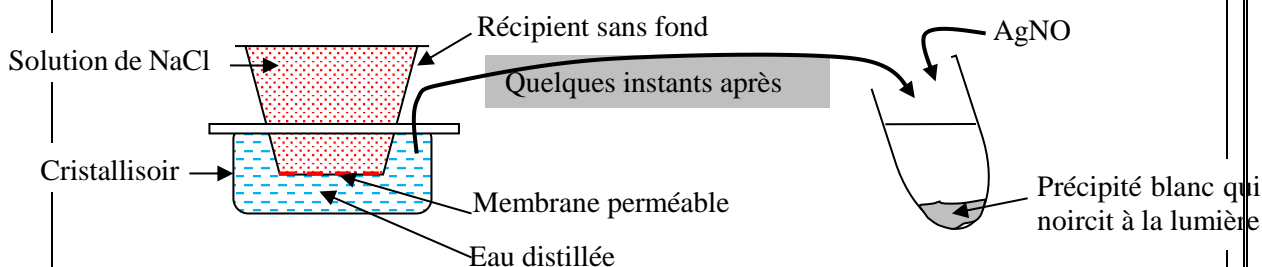 Récipient sans fond
AgNO
Solution de NaCl
Quelques instants après
Cristallisoir
Membrane perméable
Eau distillée
Précipité blanc qui
noircit à la lumière